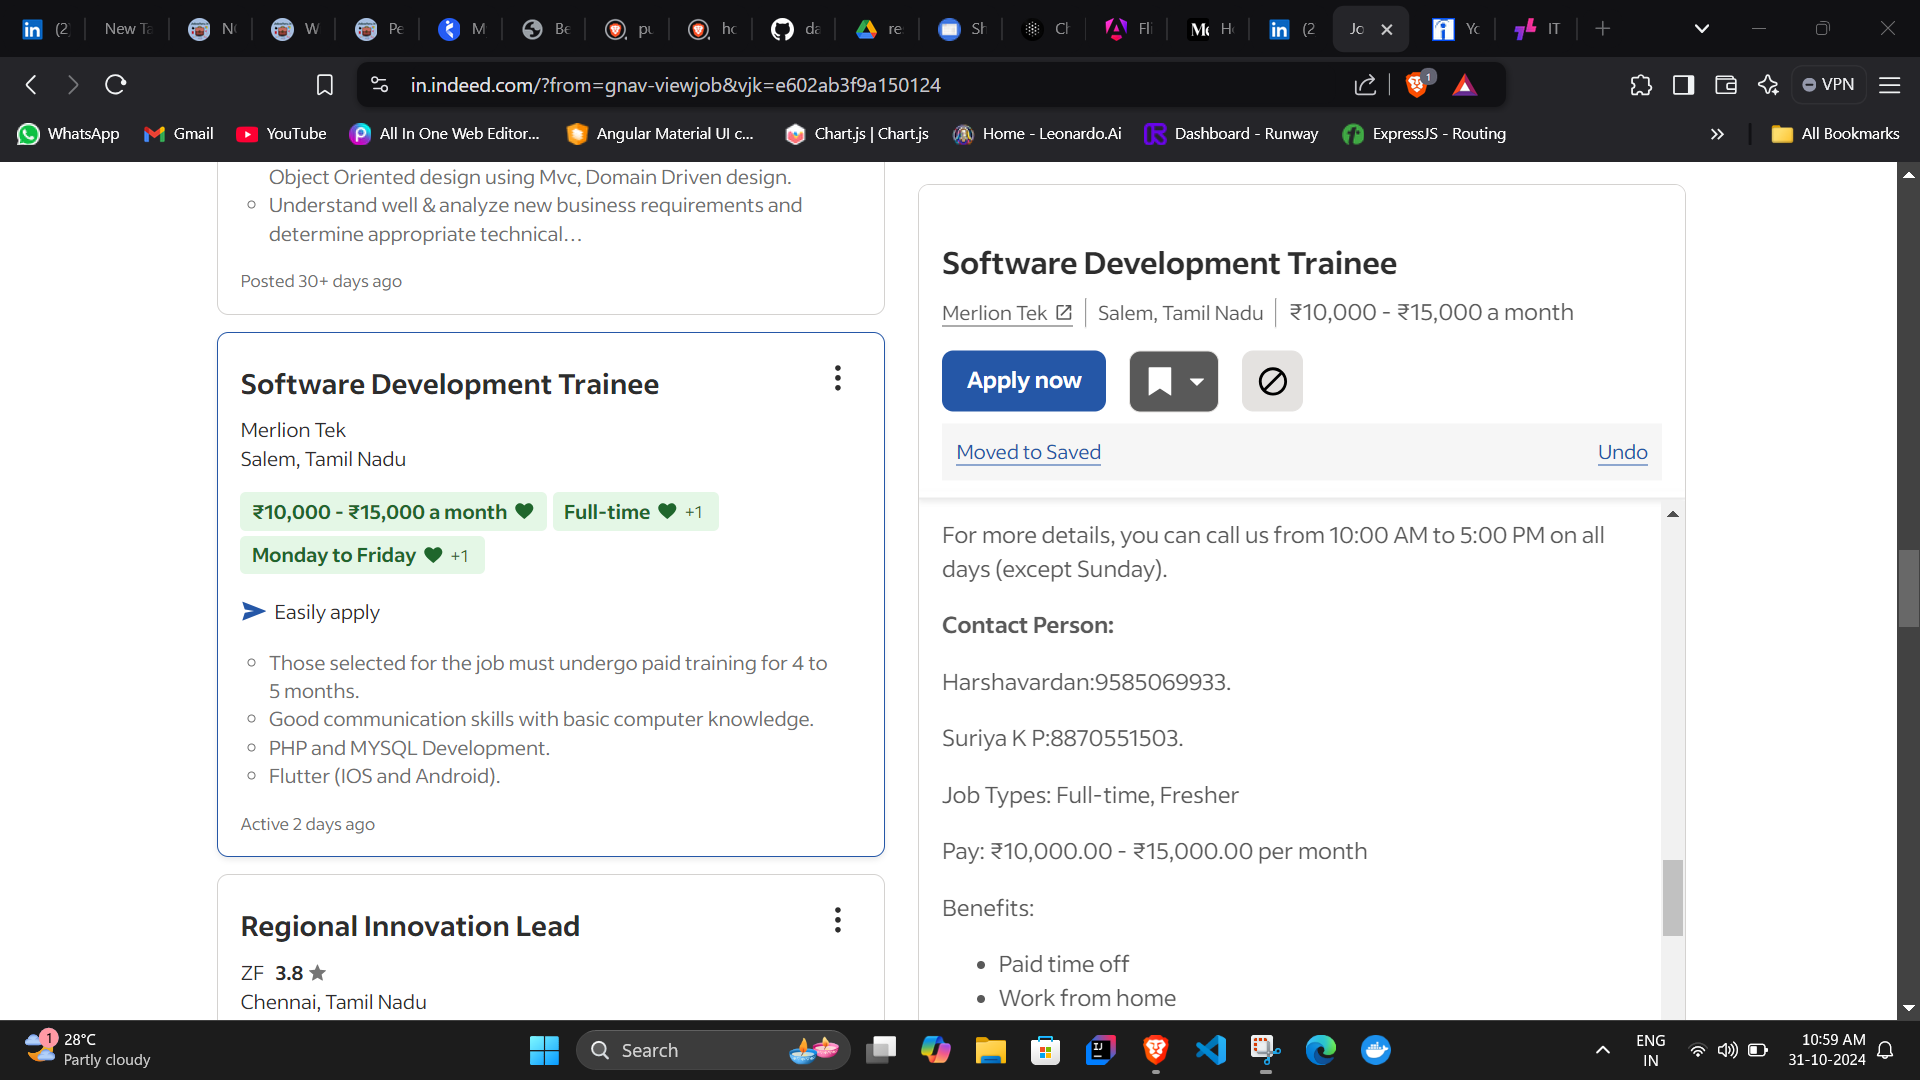 (2
New Ta
N
W
Pe
M
Be
pu
ho
da
re
Sh
Ch
Fli
H
(2
Jo
Yo
IT
in.indeed.com/?from=gnav-viewjob&vjk=e602ab3f9a150124
1
VPN
WhatsApp
Gmail
YouTube
All In One Web Editor...
Angular Material UI c...
Chart.js | Chart.js
Home - Leonardo.Ai
Dashboard - Runway
ExpressJS - Routing
All Bookmarks
Object Oriented design using Mvc, Domain Driven design.
Understand well & analyze new business requirements and
determine appropriate technical…
Posted 30+ days ago
Software Development Trainee
Merlion Tek
Salem, Tamil Nadu
₹10,000 - ₹15,000 a month
Full-time +1
Monday to Friday +1
Easily apply
Those selected for the job must undergo paid training for 4 to
5 months.
Good communication skills with basic computer knowledge.
PHP and MYSQL Development.
Flutter (IOS and Android).
Active 2 days ago
Regional Innovation Lead
ZF 3.8
Chennai, Tamil Nadu
Software Development Trainee
Merlion Tek
Salem, Tamil Nadu
₹10,000 - ₹15,000 a month
Apply now
Moved to Saved
Undo
For more details, you can call us from 10:00 AM to 5:00 PM on all
days (except Sunday).
Contact Person:
Harshavardan:9585069933.
Suriya K P:8870551503.
Job Types: Full-time, Fresher
Pay: ₹10,000.00 - ₹15,000.00 per month
Benefits:
Paid time off
Work from home
1
28°C
Partly cloudy
Search
ENG
IN
10:59 AM
31-10-2024